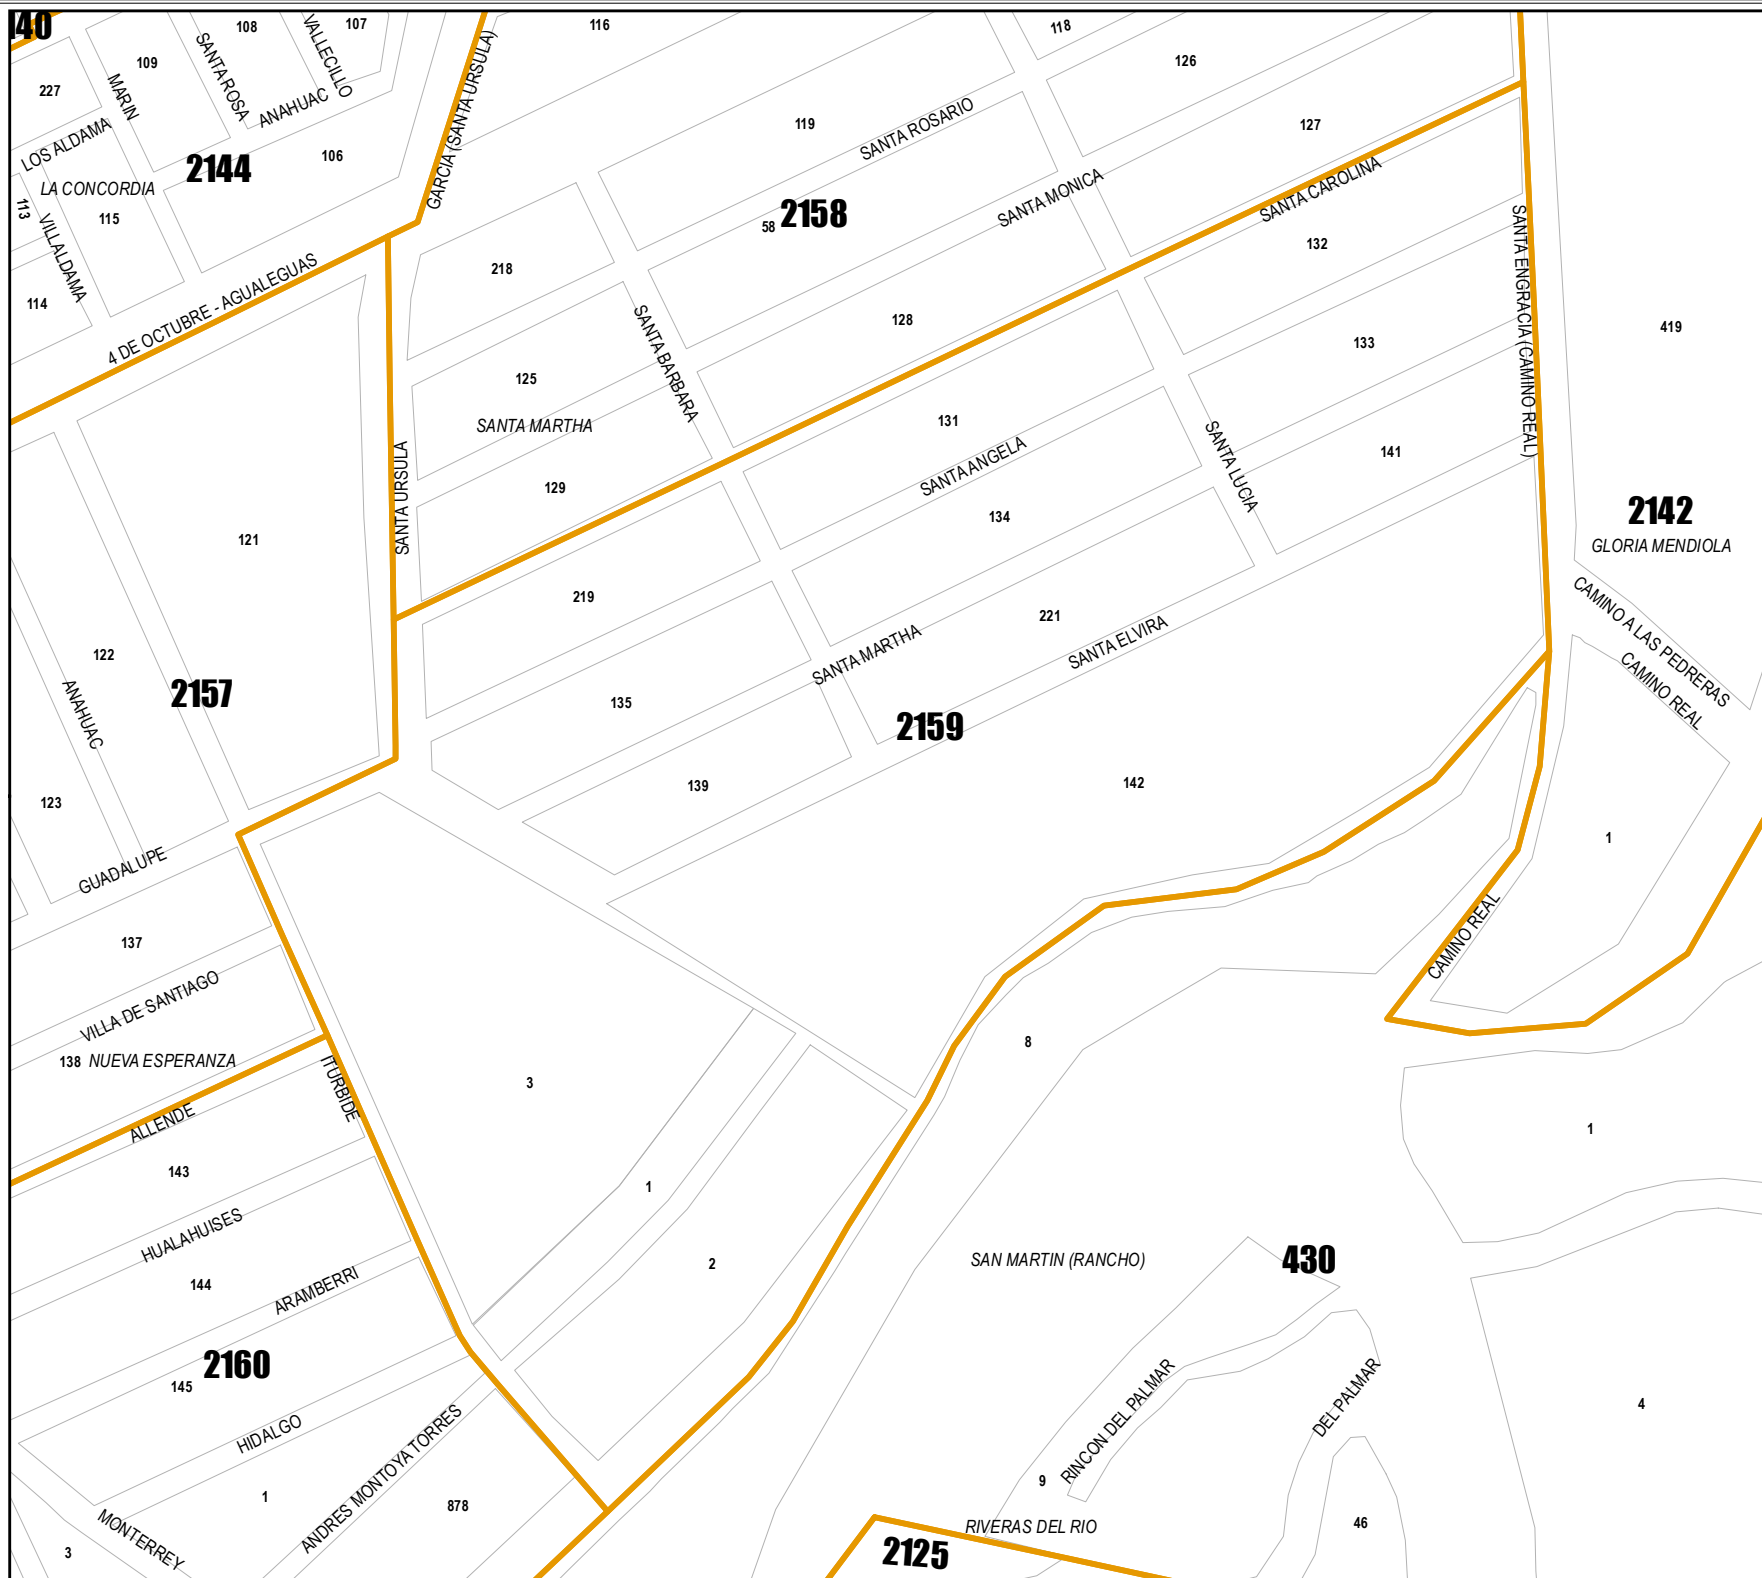 140
108
107
116
118
VALLECILLO
SANTA ROSA
109
126
227
MARIN
ANAHUAC
GARCIA (SANTA URSULA)
119
SANTA ROSARIO
127
LOS ALDAMA
106
2144
LA CONCORDIA
SANTA MONICA
SANTA CAROLINA
113
115
VILLALDAMA
58
2158
132
SANTA ENGRACIA (CAMINO REAL)
218
4 DE OCTUBRE - AGUALEGUAS
114
128
SANTA BARBARA
419
133
125
SANTA MARTHA
131
SANTA ANGELA
SANTA LUCIA
141
SANTA URSULA
129
134
2142
GLORIA MENDIOLA
121
219
221
CAMINO A LAS PEDRERAS
CAMINO REAL
122
SANTA MARTHA
SANTA ELVIRA
2157
ANAHUAC
135
2159
139
142
123
1
GUADALUPE
137
CAMINO REAL
VILLA DE SANTIAGO
138
NUEVA ESPERANZA
8
3
ITURBIDE
ALLENDE
1
143
1
HUALAHUISES
2
SAN MARTIN (RANCHO)
430
144
ARAMBERRI
2160
145
RINCON DEL PALMAR
DEL PALMAR
4
HIDALGO
ANDRES MONTOYA TORRES
9
1
878
MONTERREY
RIVERAS DEL RIO
46
3
2125